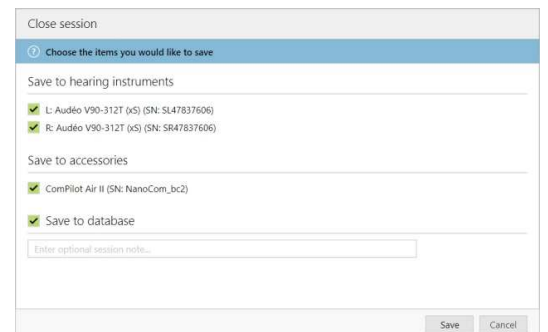 Close session
? Choose the items you would like to save
Save to hearing instruments
L: Audéo V90-312T (xS) (SN: SL47837606)
R: Audéo V90-312T (xS) (SN: SR47837606)
Save to accessories
ComPilot Air II (SN: NanoCom_bc2)
Save to database
Enter optional session note...
Save Cancel